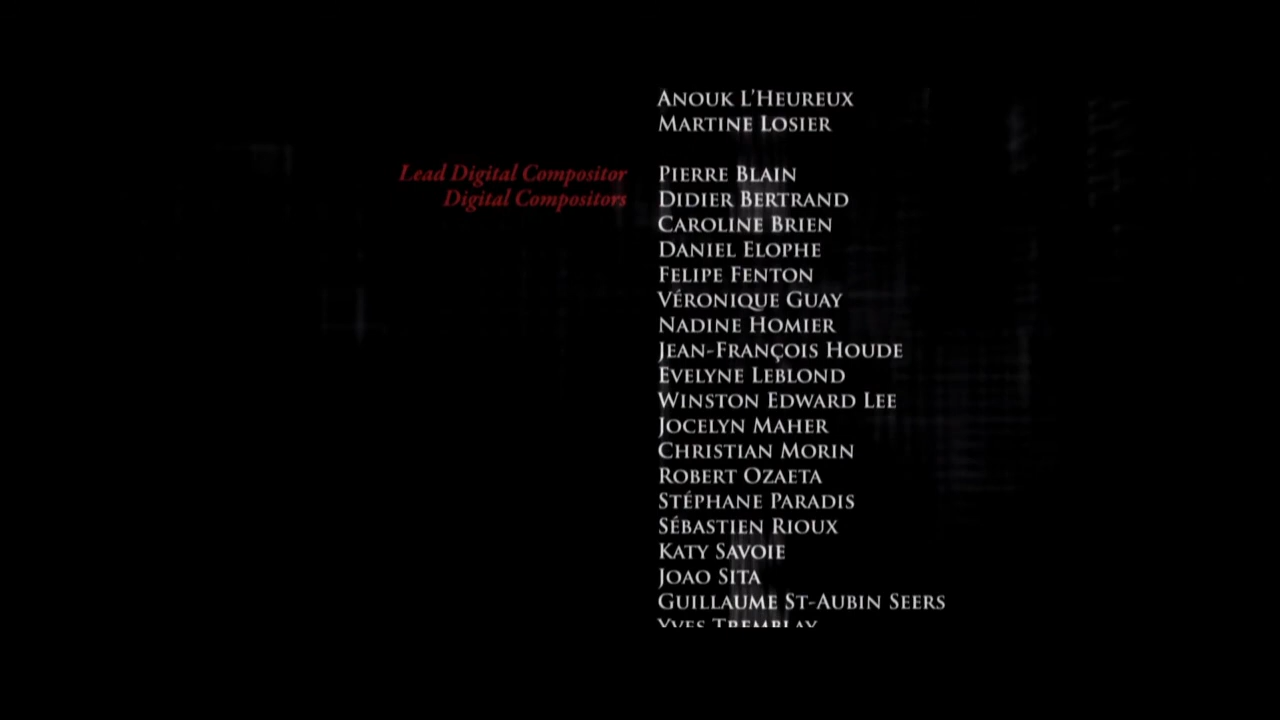 Anouk L'Heureux
Martine Losier
Lead Digital Compositor Pierre Blain
Digital Compositors Didier Bertrand
Caroline Brien
Daniel Elophe
Felipe Fenton
Véronique Guay
Nadine Homier
Jean-François Houde
Evelyne Leblond
Winston Edward Lee
Jocelyn Maher
Christian Morin
Robert Ozaeta
Stéphane Paradis
Sébastien Rioux
Katy Savoie
Joao Sita
Guillaume St-Aubin Seers
Yves Tremblay